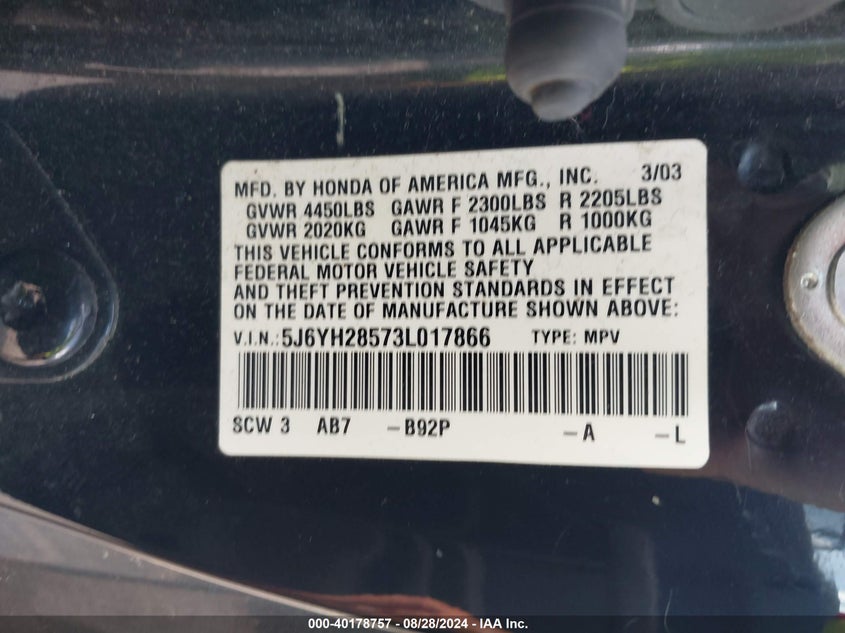 MFD. BY HONDA OF AMERICA MFG., INC. 3/03
GVWR 4450LBS GAWR F 2300LBS R 2205LBS
GVWR 2020KG GAWR F 1045KG R 1000KG
THIS VEHICLE CONFORMS TO ALL APPLICABLE
FEDERAL MOTOR VEHICLE SAFETY
AND THEFT PREVENTION STANDARDS IN EFFECT
ON THE DATE OF MANUFACTURE SHOWN ABOVE:
V.I.N.:5J6YH28573L017866 TYPE: MPV
SCW 3 AB7 -B92P -A -L
000-40178757 - 08/28/2024 - IAA Inc.